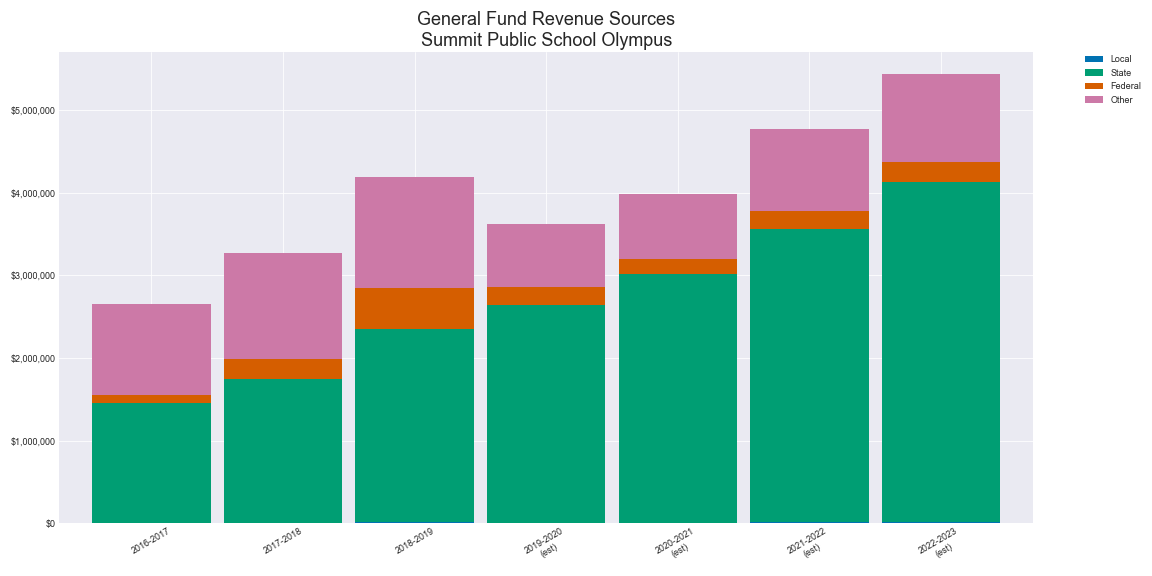 General Fund Revenue Sources
Summit Public School Olympus
Local
State
Federal
Other
$5,000,000
$4,000,000
$3,000,000
$2,000,000
$1,000,000
$0
2016-2017
2017-2018
2018-2019
2019-2020
(est)
2020-2021
(est)
2021-2022
(est)
2022-2023
(est)